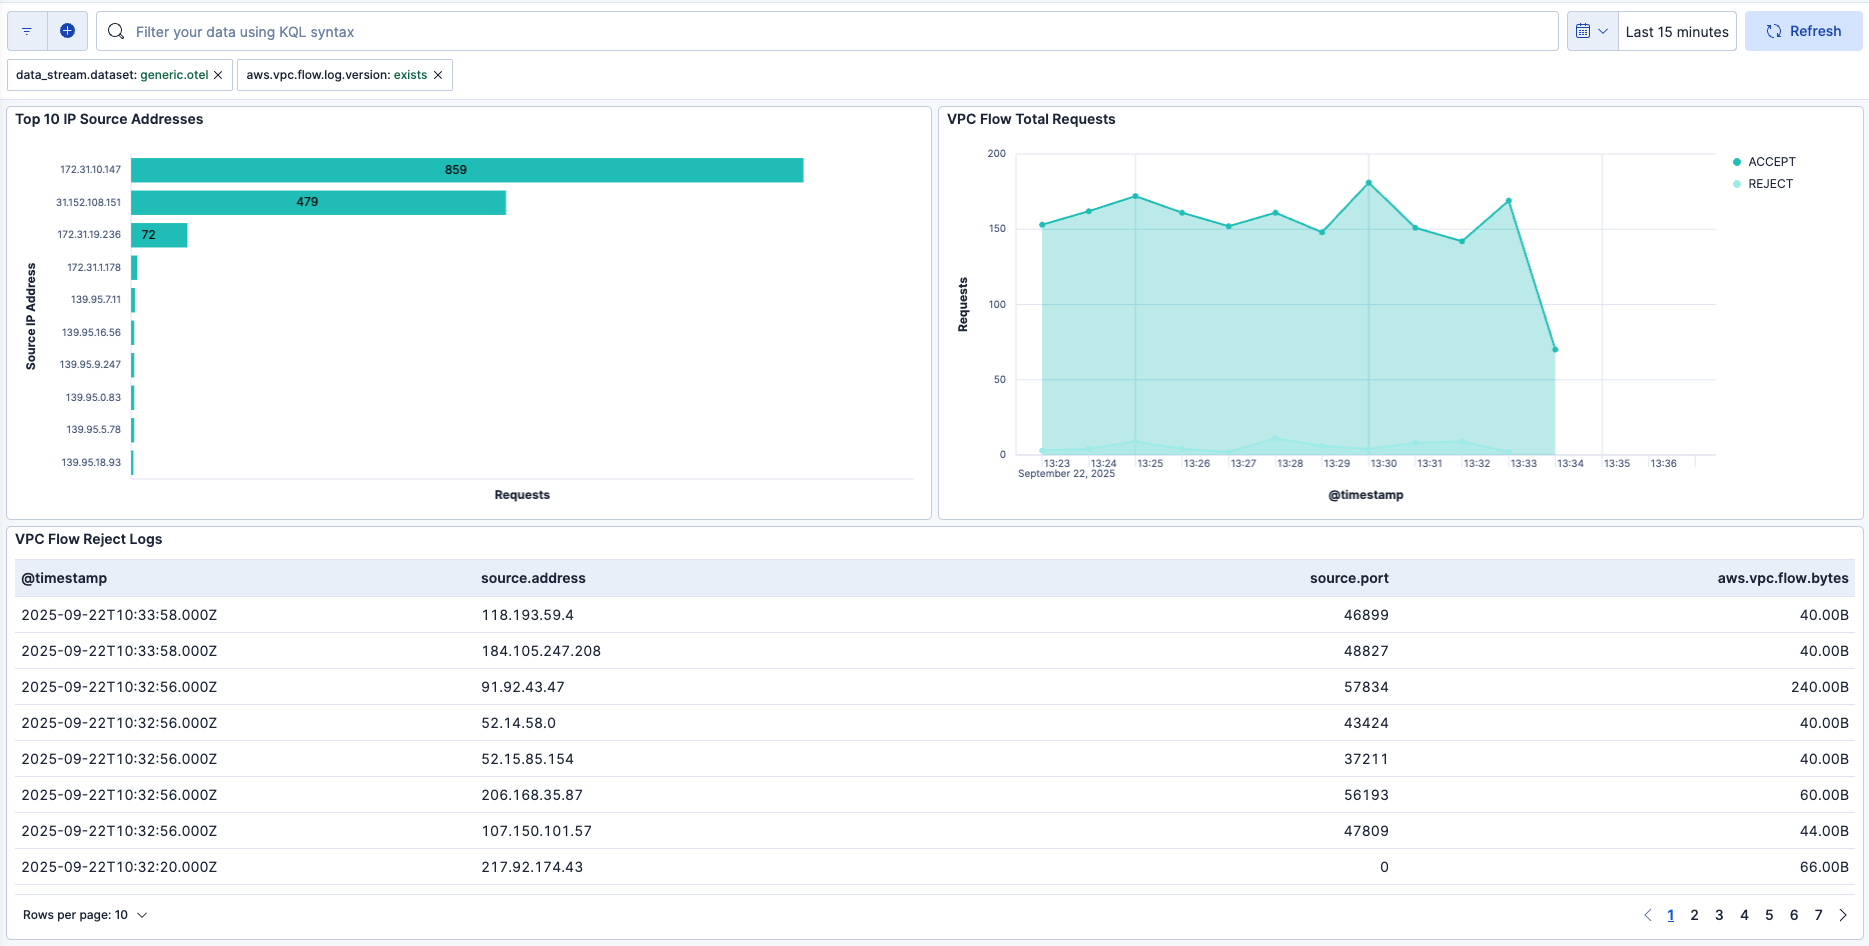 Filter your data using KQL syntax
Last 15 minutes
Refresh
data_stream.dataset: generic.otel
aws.vpc.flow.log.version: exists
Top 10 IP Source Addresses
Source IP Address
172.31.10.147 859
31.152.108.151 479
172.31.19.236 72
172.31.1.178
139.95.7.11
139.95.16.56
139.95.9.247
139.95.0.83
139.95.5.78
139.95.18.93
Requests
VPC Flow Total Requests
Requests
200
150
100
50
0
13:23 13:24 13:25 13:26 13:27 13:28 13:29 13:30 13:31 13:32 13:33 13:34 13:35 13:36
September 22, 2025
@timestamp
ACCEPT
REJECT
VPC Flow Reject Logs
@timestamp source.address source.port aws.vpc.flow.bytes
2025-09-22T10:33:58.000Z 118.193.59.4 46899 40.00B
2025-09-22T10:33:58.000Z 184.105.247.208 48827 40.00B
2025-09-22T10:32:56.000Z 91.92.43.47 57834 240.00B
2025-09-22T10:32:56.000Z 52.14.58.0 43424 40.00B
2025-09-22T10:32:56.000Z 52.15.85.154 37211 40.00B
2025-09-22T10:32:56.000Z 206.168.35.87 56193 60.00B
2025-09-22T10:32:56.000Z 107.150.101.57 47809 44.00B
2025-09-22T10:32:20.000Z 217.92.174.43 0 66.00B
Rows per page: 10
1 2 3 4 5 6 7